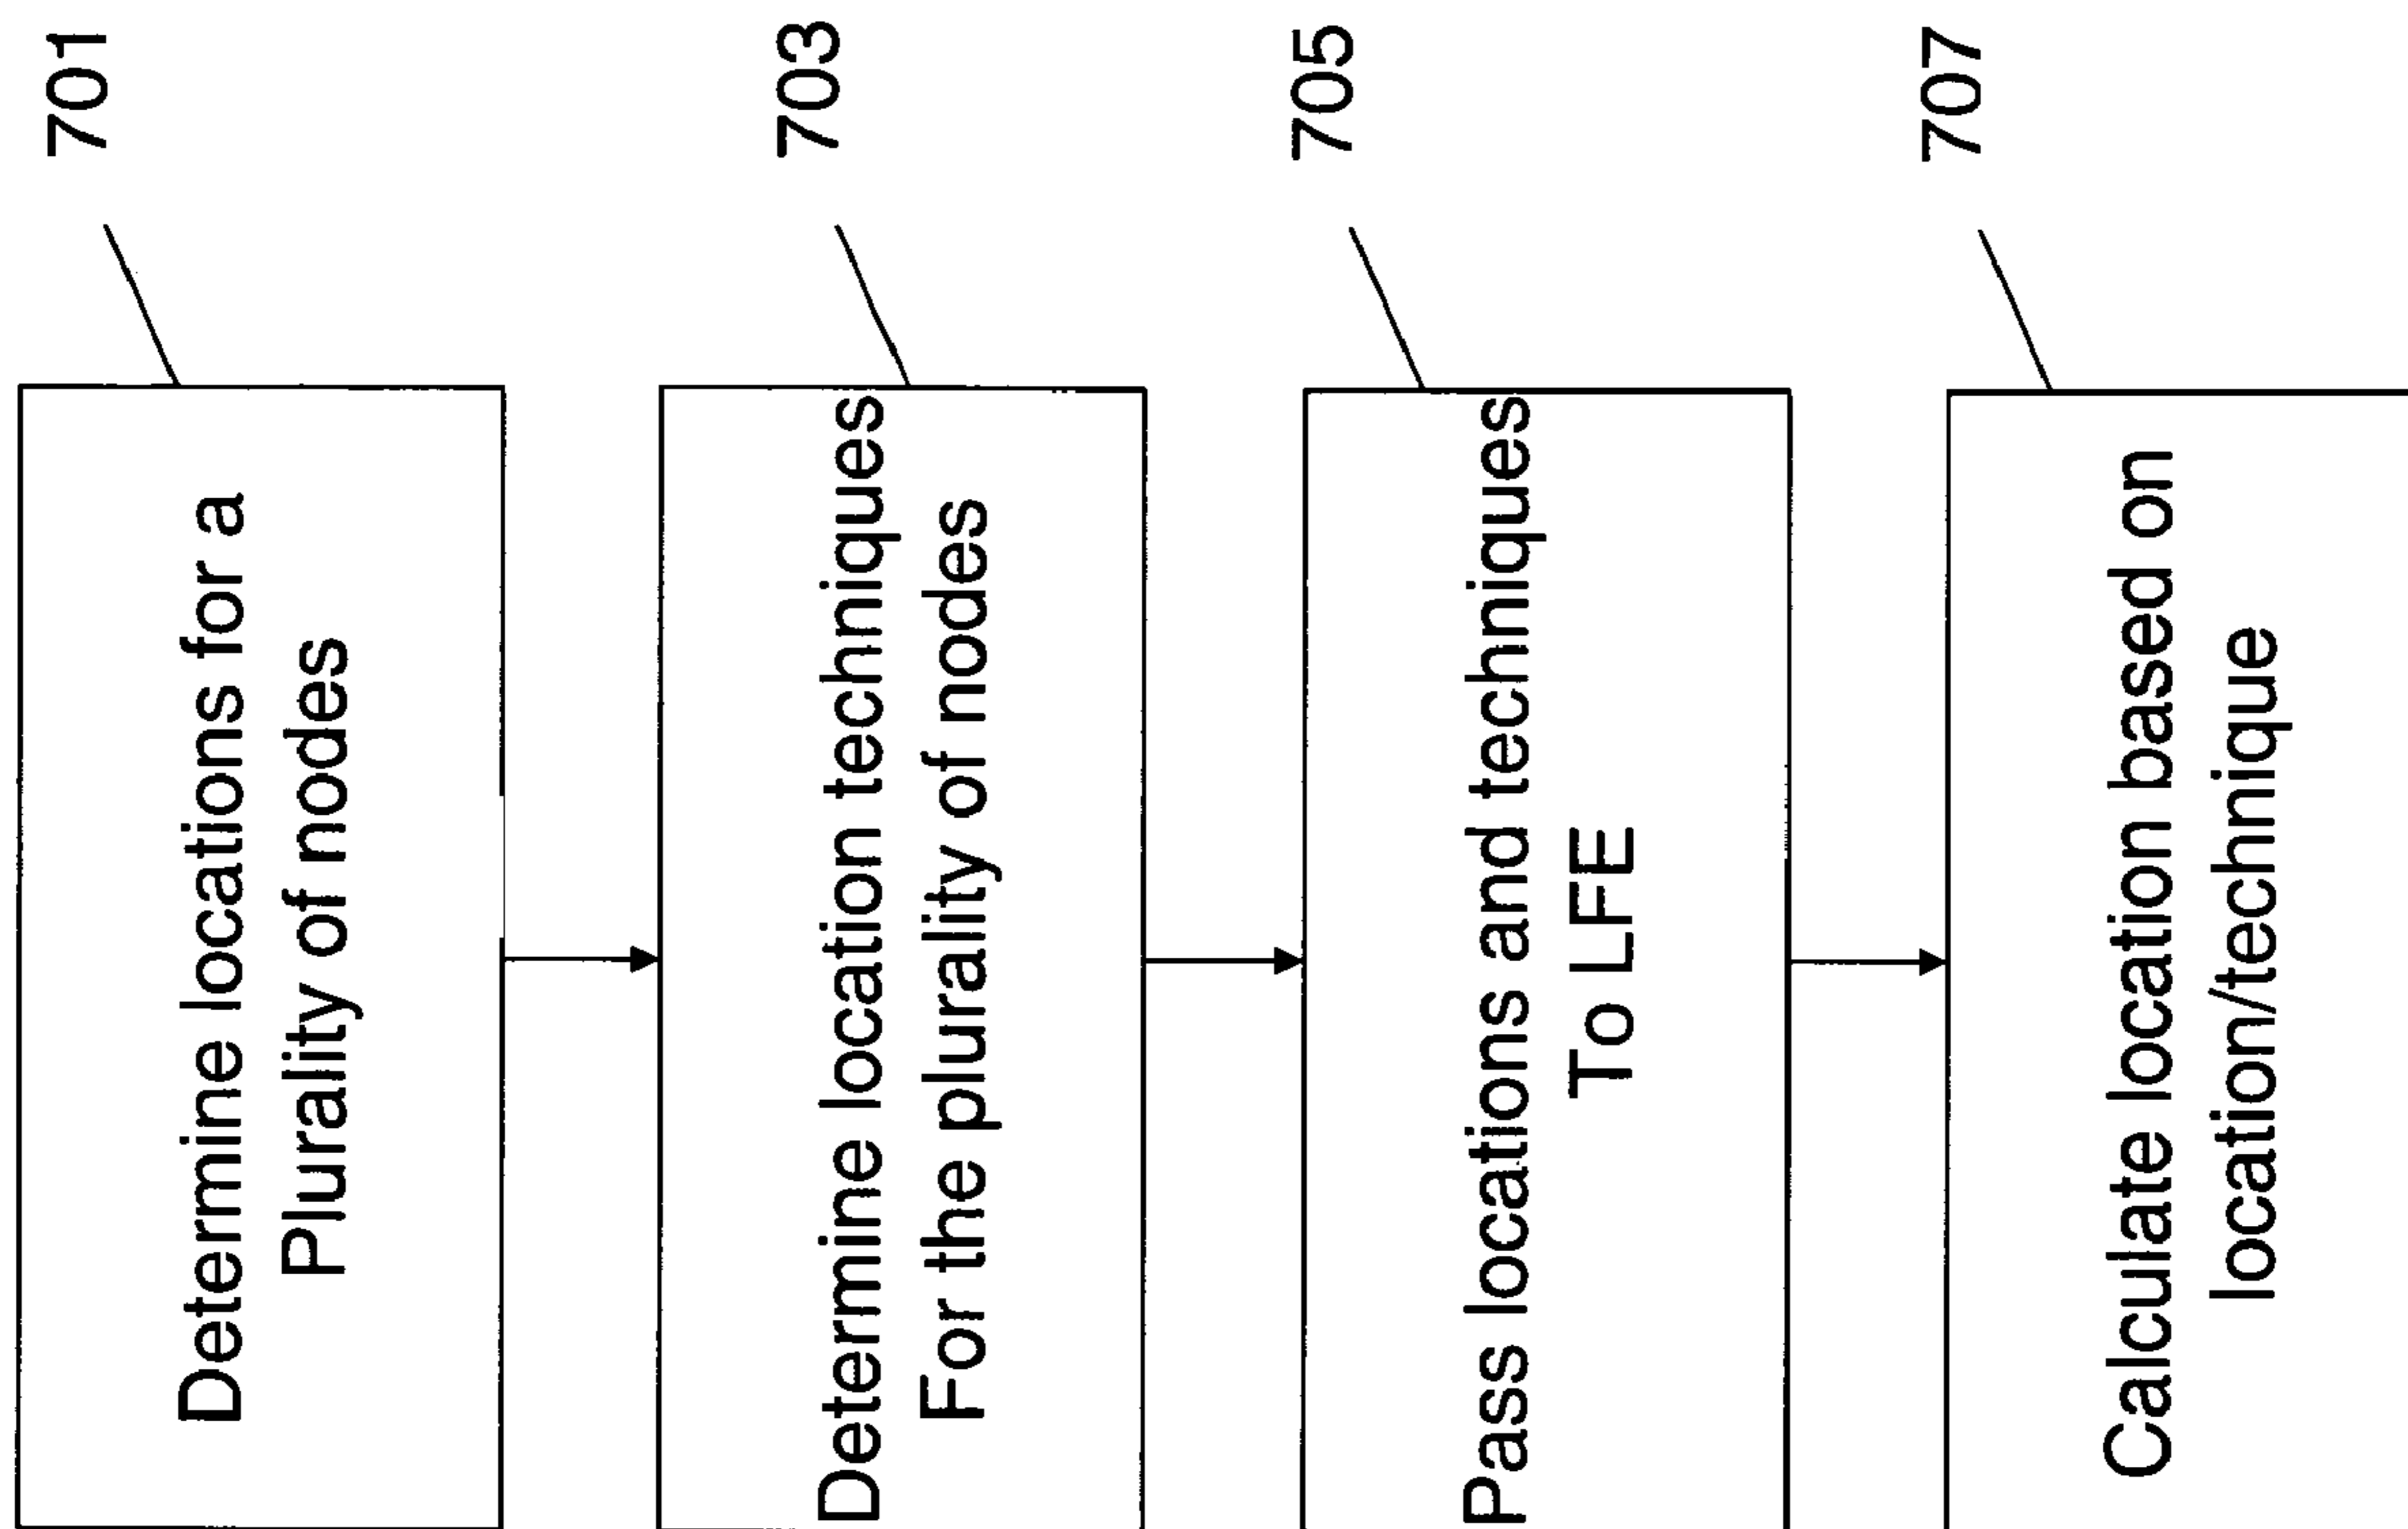 701
Determine locations for a
Plurality of nodes
703
Determine location techniques
For the plurality of nodes
705
Pass locations and techniques
To LFE
707
Calculate location based on
location/technique